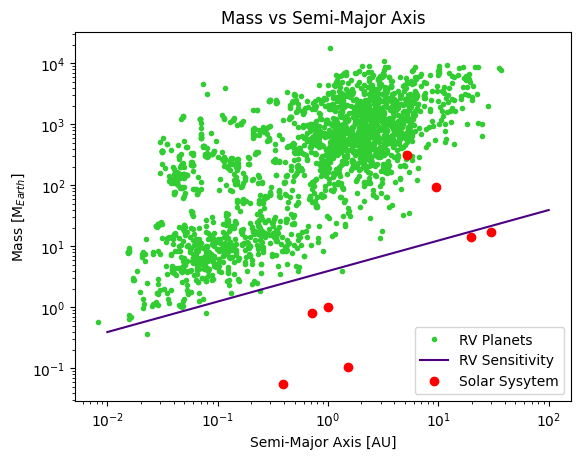 Mass vs Semi-Major Axis
Mass [M_Earth]
10^4
10^3
10^2
10^1
10^0
10^-1
RV Planets
RV Sensitivity
Solar Sysytem
10^-2
10^-1
10^0
10^1
10^2
Semi-Major Axis [AU]